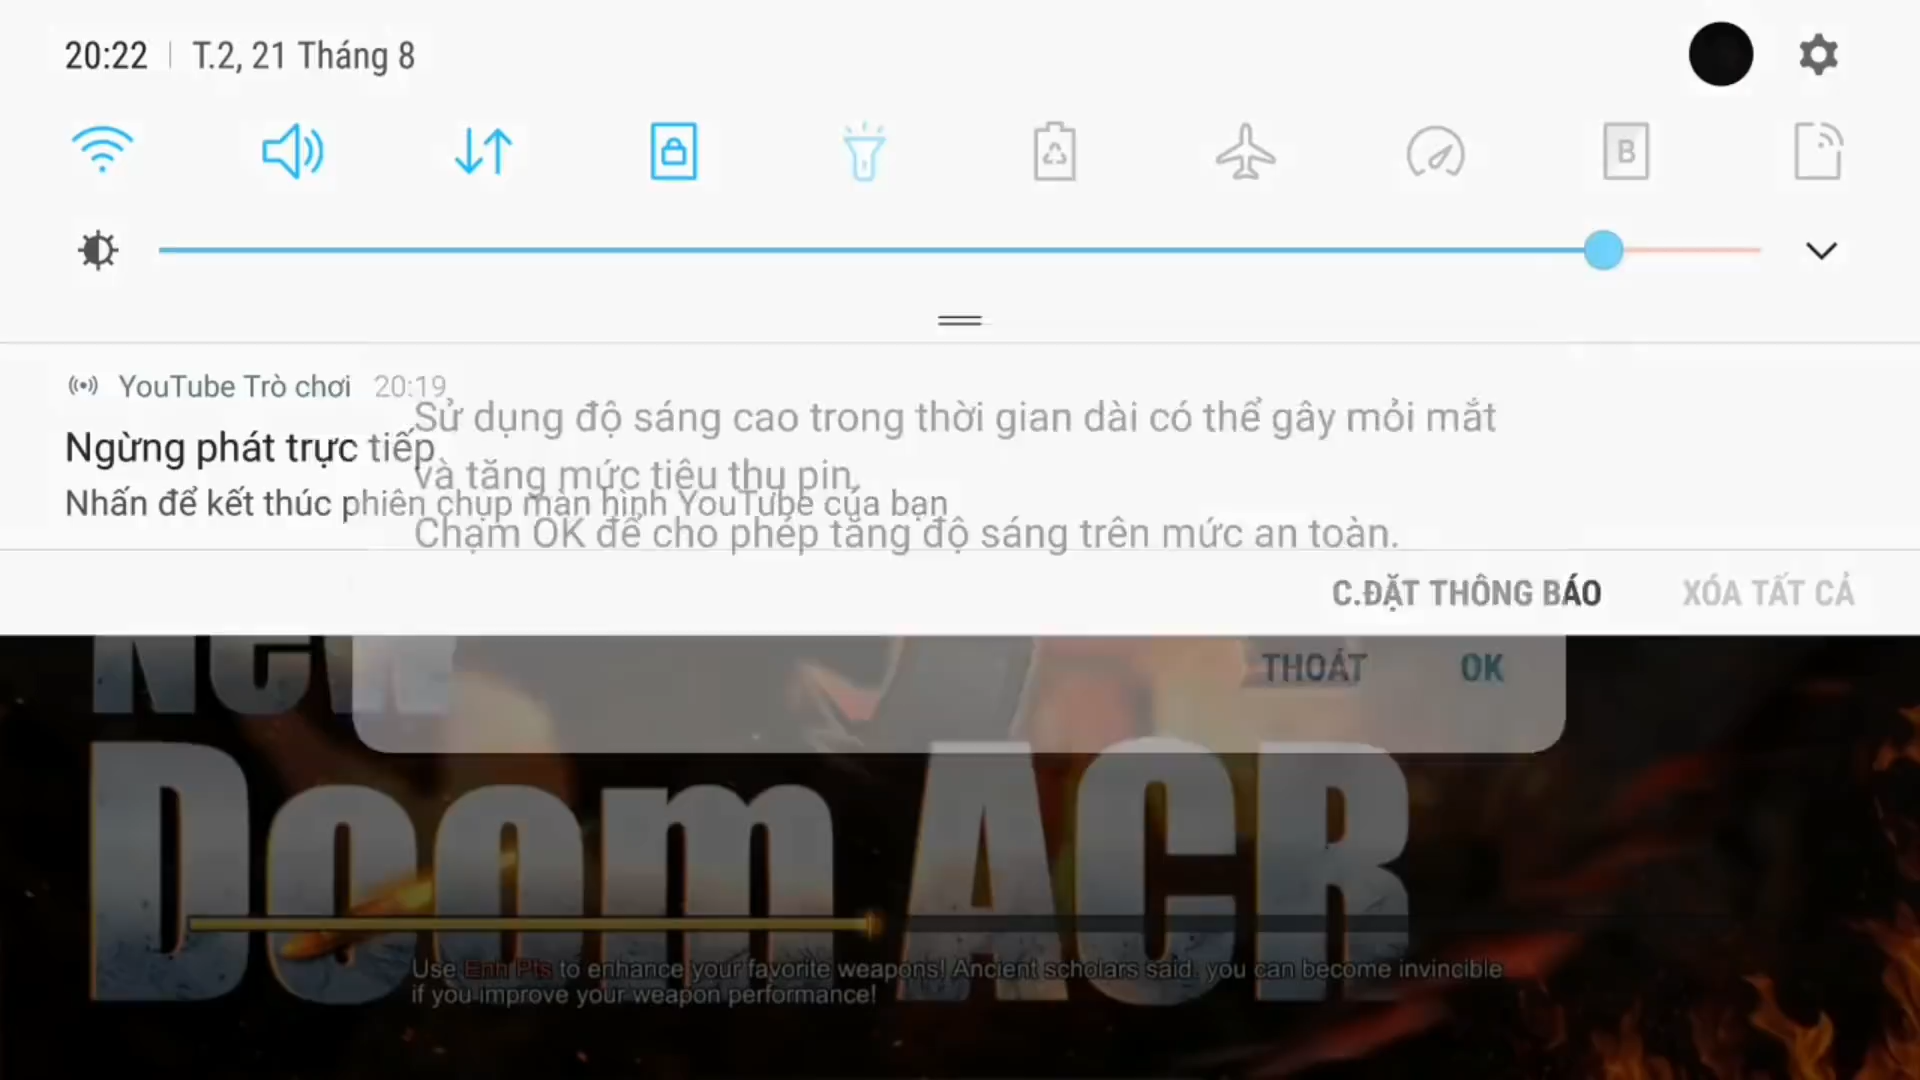 20:22 | T.2, 21 Tháng 8
B
YouTube Trò chơi 20:19
Ngừng phát trực tiếp
Nhấn để kết thúc phiên chụp màn hình YouTube của bạn
Sử dụng độ sáng cao trong thời gian dài có thể gây mỏi mắt
và tăng mức tiêu thụ pin.
Chạm OK để cho phép tăng độ sáng trên mức an toàn.
C.ĐẶT THÔNG BÁO XÓA TẤT CẢ
THOÁT OK
New
Doom ACR
Use Enh Pts to enhance your favorite weapons! Ancient scholars said, you can become invincible
if you improve your weapon performance!